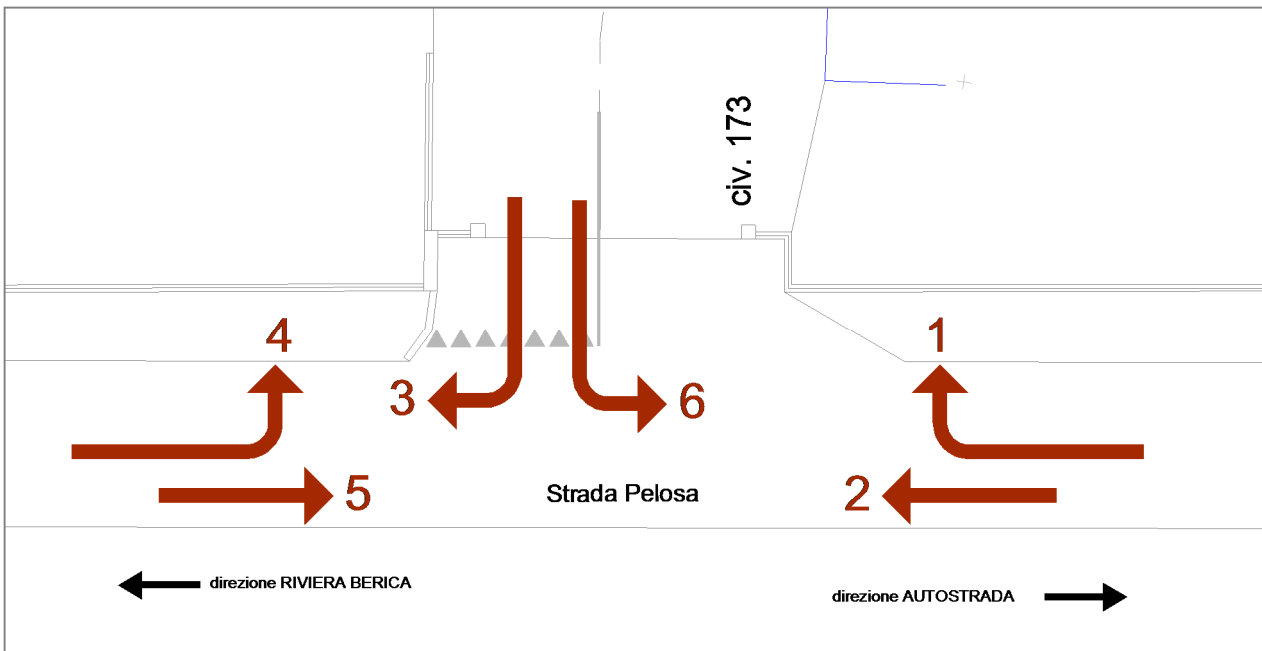 civ. 173
4
1
3
6
5
Strada Pelosa
2
direzione RIVIERA BERICA
direzione AUTOSTRADA